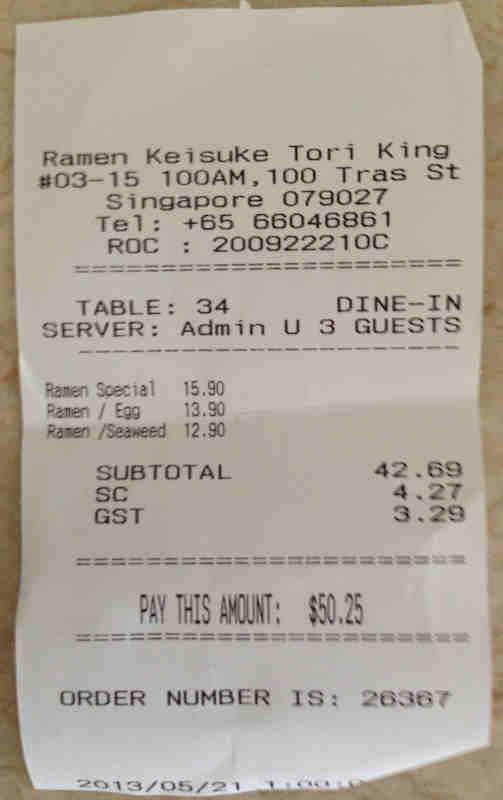 Ramen Keisuke Tori King
#03-15 100AM,100 Tras St
Singapore 079027
Tel: +65 66046861
ROC : 200922210C
========================
TABLE: 34 DINE-IN
SERVER: Admin U 3 GUESTS
------------------------
Ramen Special 15.90
Ramen / Egg 13.90
Ramen /Seaweed 12.90
SUBTOTAL 42.69
SC 4.27
GST 3.29
========================
PAY THIS AMOUNT: $50.25
========================
ORDER NUMBER IS: 26367
2013/05/21